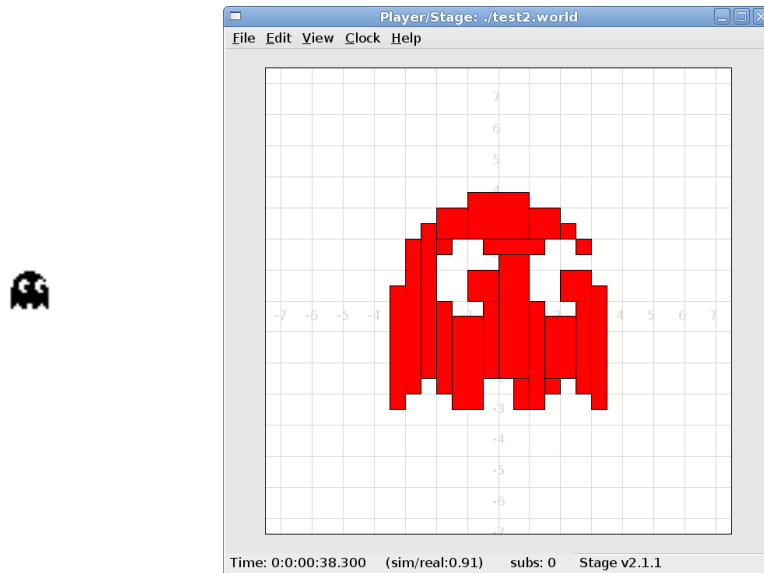 Player/Stage: ./test2.world
File Edit View Clock Help
7
6
5
4
-7 -6 -5 -4 4 5 6 7
-3
-4
-5
-6
-7
Time: 0:0:00:38.300 (sim/real:0.91) subs: 0 Stage v2.1.1